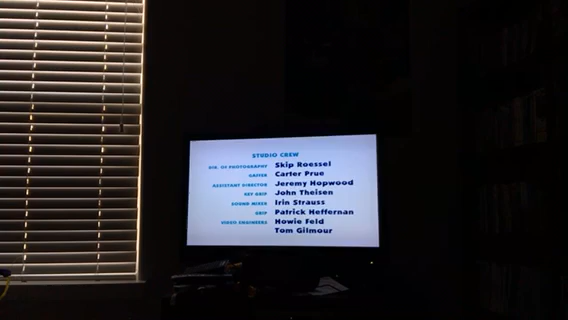 STUDIO CREW
DIR. OF PHOTOGRAPHY Skip Roessel
GAFFER Carter Prue
ASSISTANT DIRECTOR Jeremy Hopwood
KEY GRIP John Theisen
SOUND MIXER Irin Strauss
GRIP Patrick Heffernan
VIDEO ENGINEERS Howie Feld
Tom Gilmour